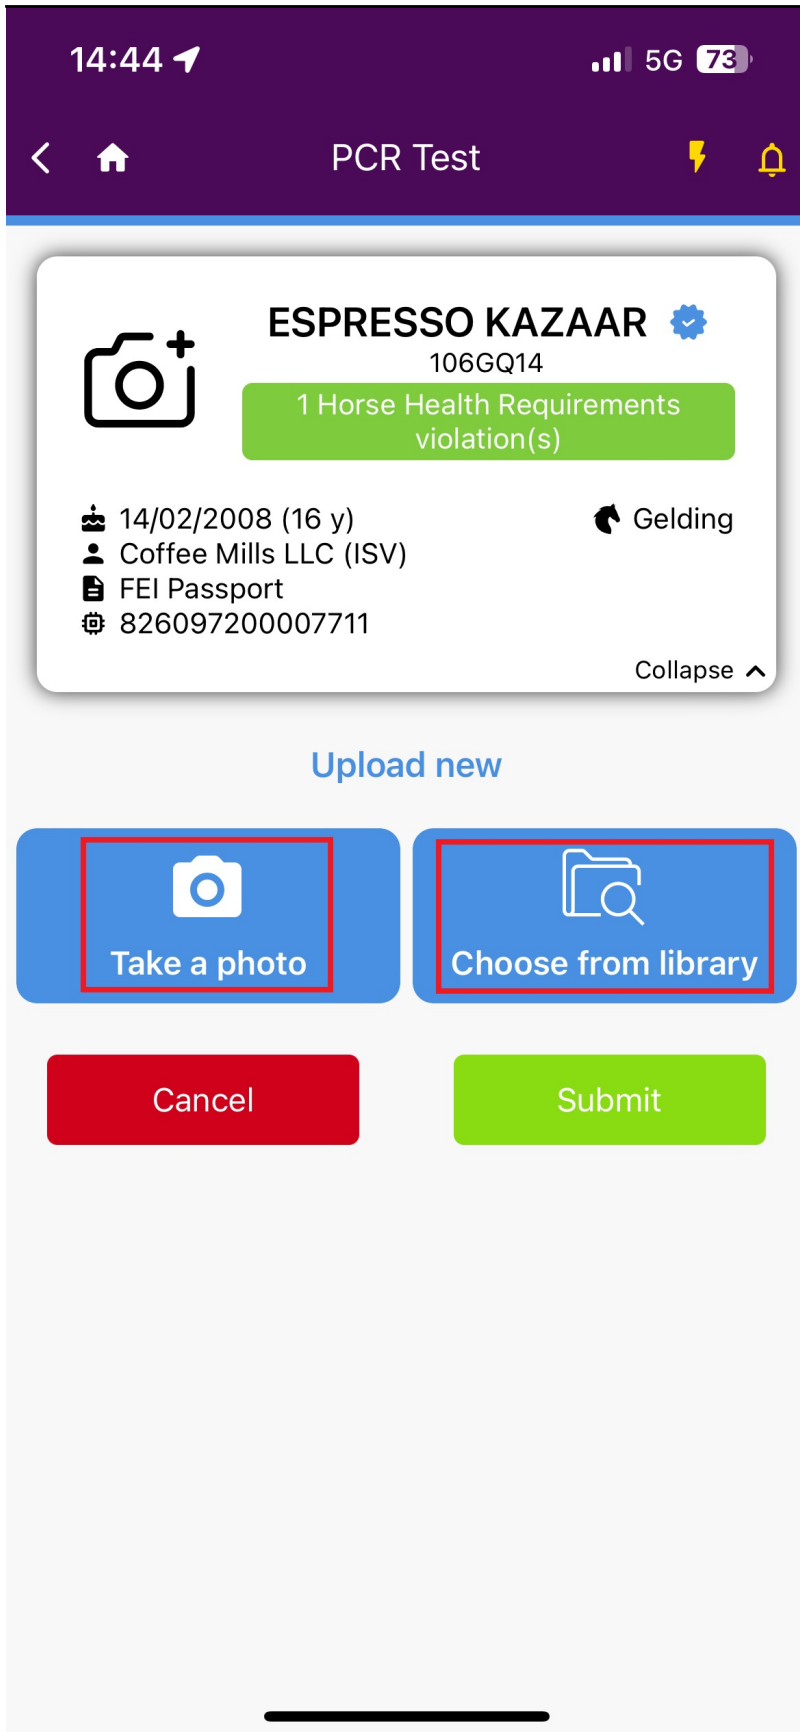 14:44
5G 73
PCR Test
ESPRESSO KAZAAR
106GQ14
1 Horse Health Requirements
violation(s)
14/02/2008 (16 y)
Gelding
Coffee Mills LLC (ISV)
FEI Passport
826097200007711
Collapse
Upload new
Take a photo
Choose from library
Cancel
Submit